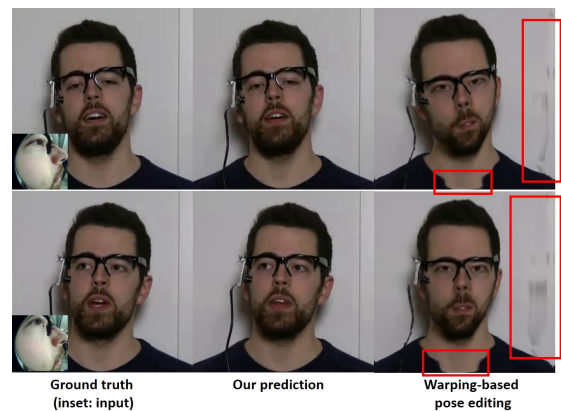 Ground truth
(inset: input)
Our prediction
Warping-based
pose editing